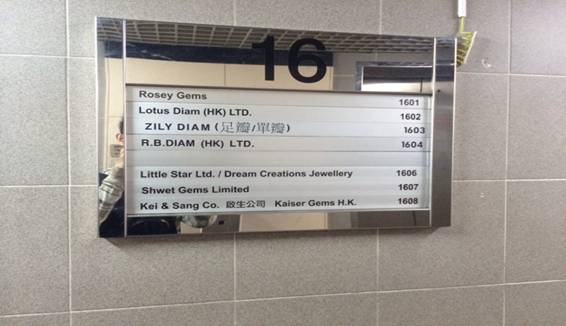 16
Rosey Gems 1601
Lotus Diam (HK) LTD. 1602
ZILY DIAM (足瓣/單瓣) 1603
R.B.DIAM (HK) LTD. 1604
Little Star Ltd. / Dream Creations Jewellery 1606
Shwet Gems Limited 1607
Kei & Sang Co. 啟生公司 Kaiser Gems H.K. 1608